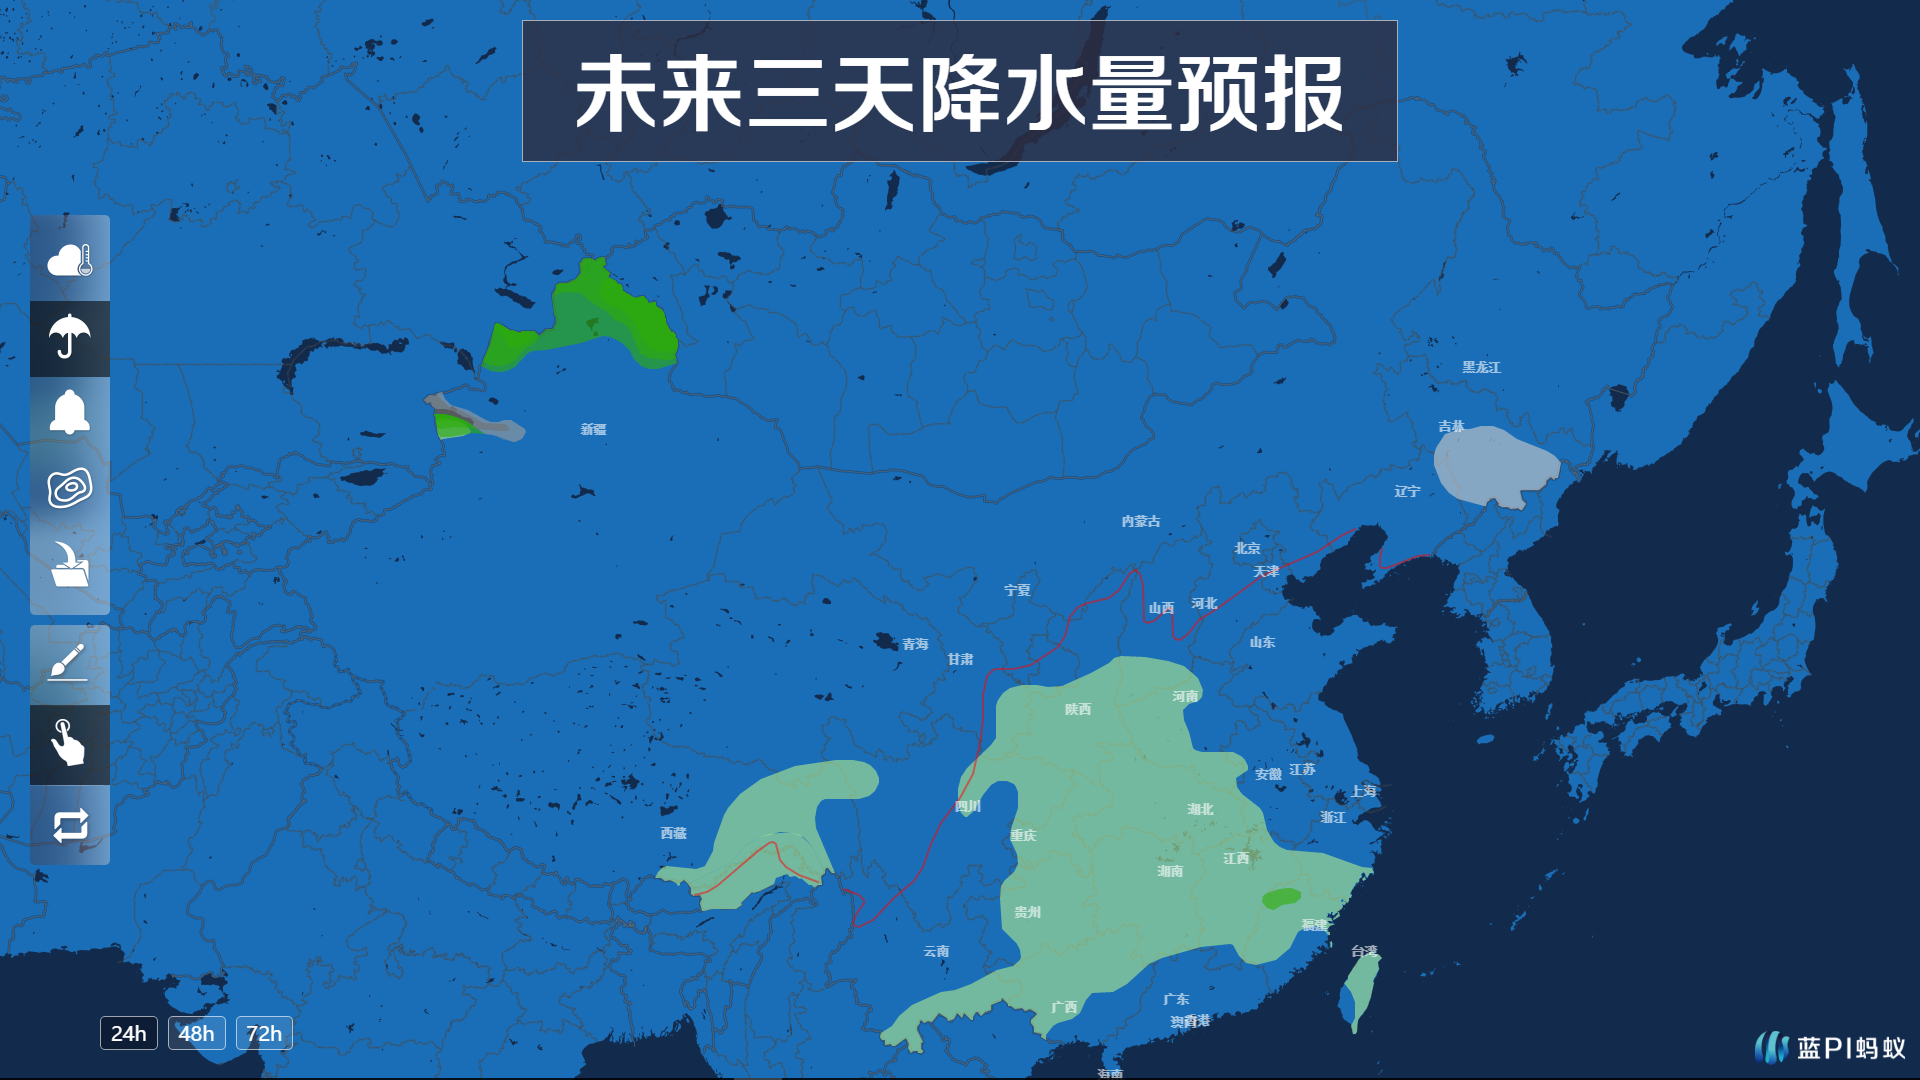 未来三天降水量预报
黑龙江
吉林
新疆
辽宁
内蒙古
北京
天津
宁夏
河北
山西
青海
山东
甘肃
河南
陕西
江苏
安徽
上海
四川
湖北
浙江
西藏
重庆
江西
湖南
贵州
福建
云南
台湾
广东
广西
香港
海南
24h
48h
72h
蓝PI蚂蚁